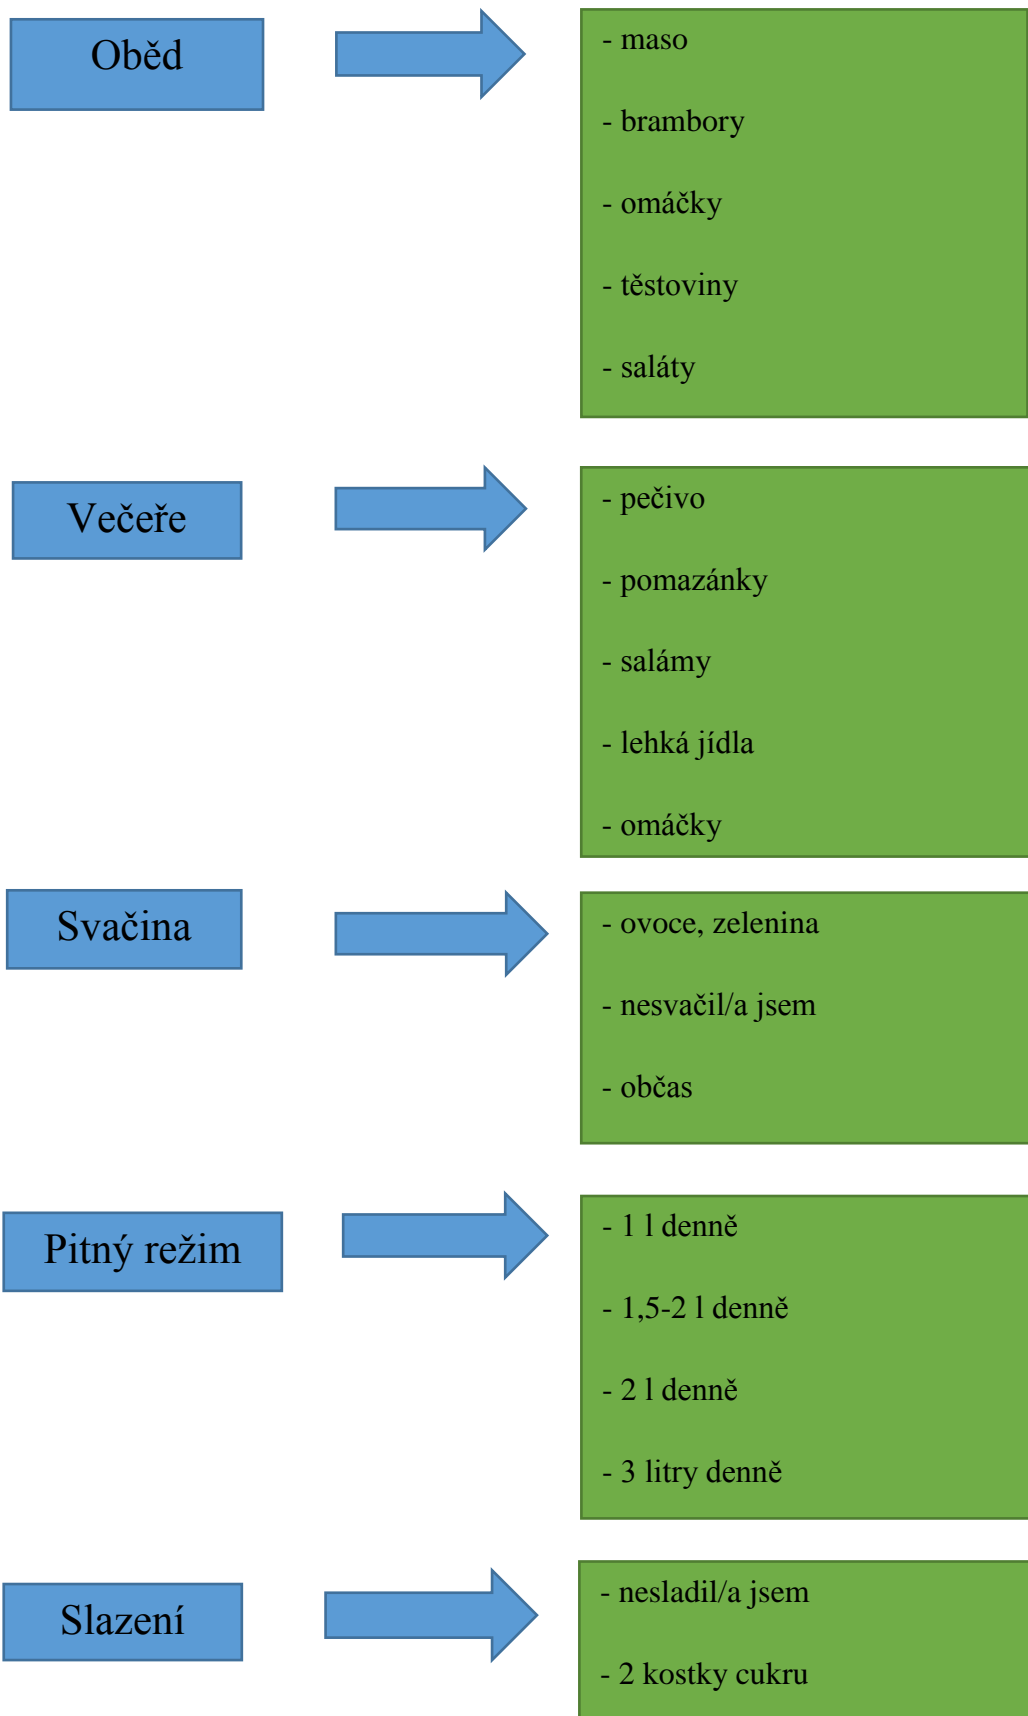 Oběd
- maso
- brambory
- omáčky
- těstoviny
- saláty
Večeře
- pečivo
- pomazánky
- salámy
- lehká jídla
- omáčky
Svačina
- ovoce, zelenina
- nesvačil/a jsem
- občas
Pitný režim
- 1 l denně
- 1,5-2 l denně
- 2 l denně
- 3 litry denně
Slazení
- nesladil/a jsem
- 2 kostky cukru